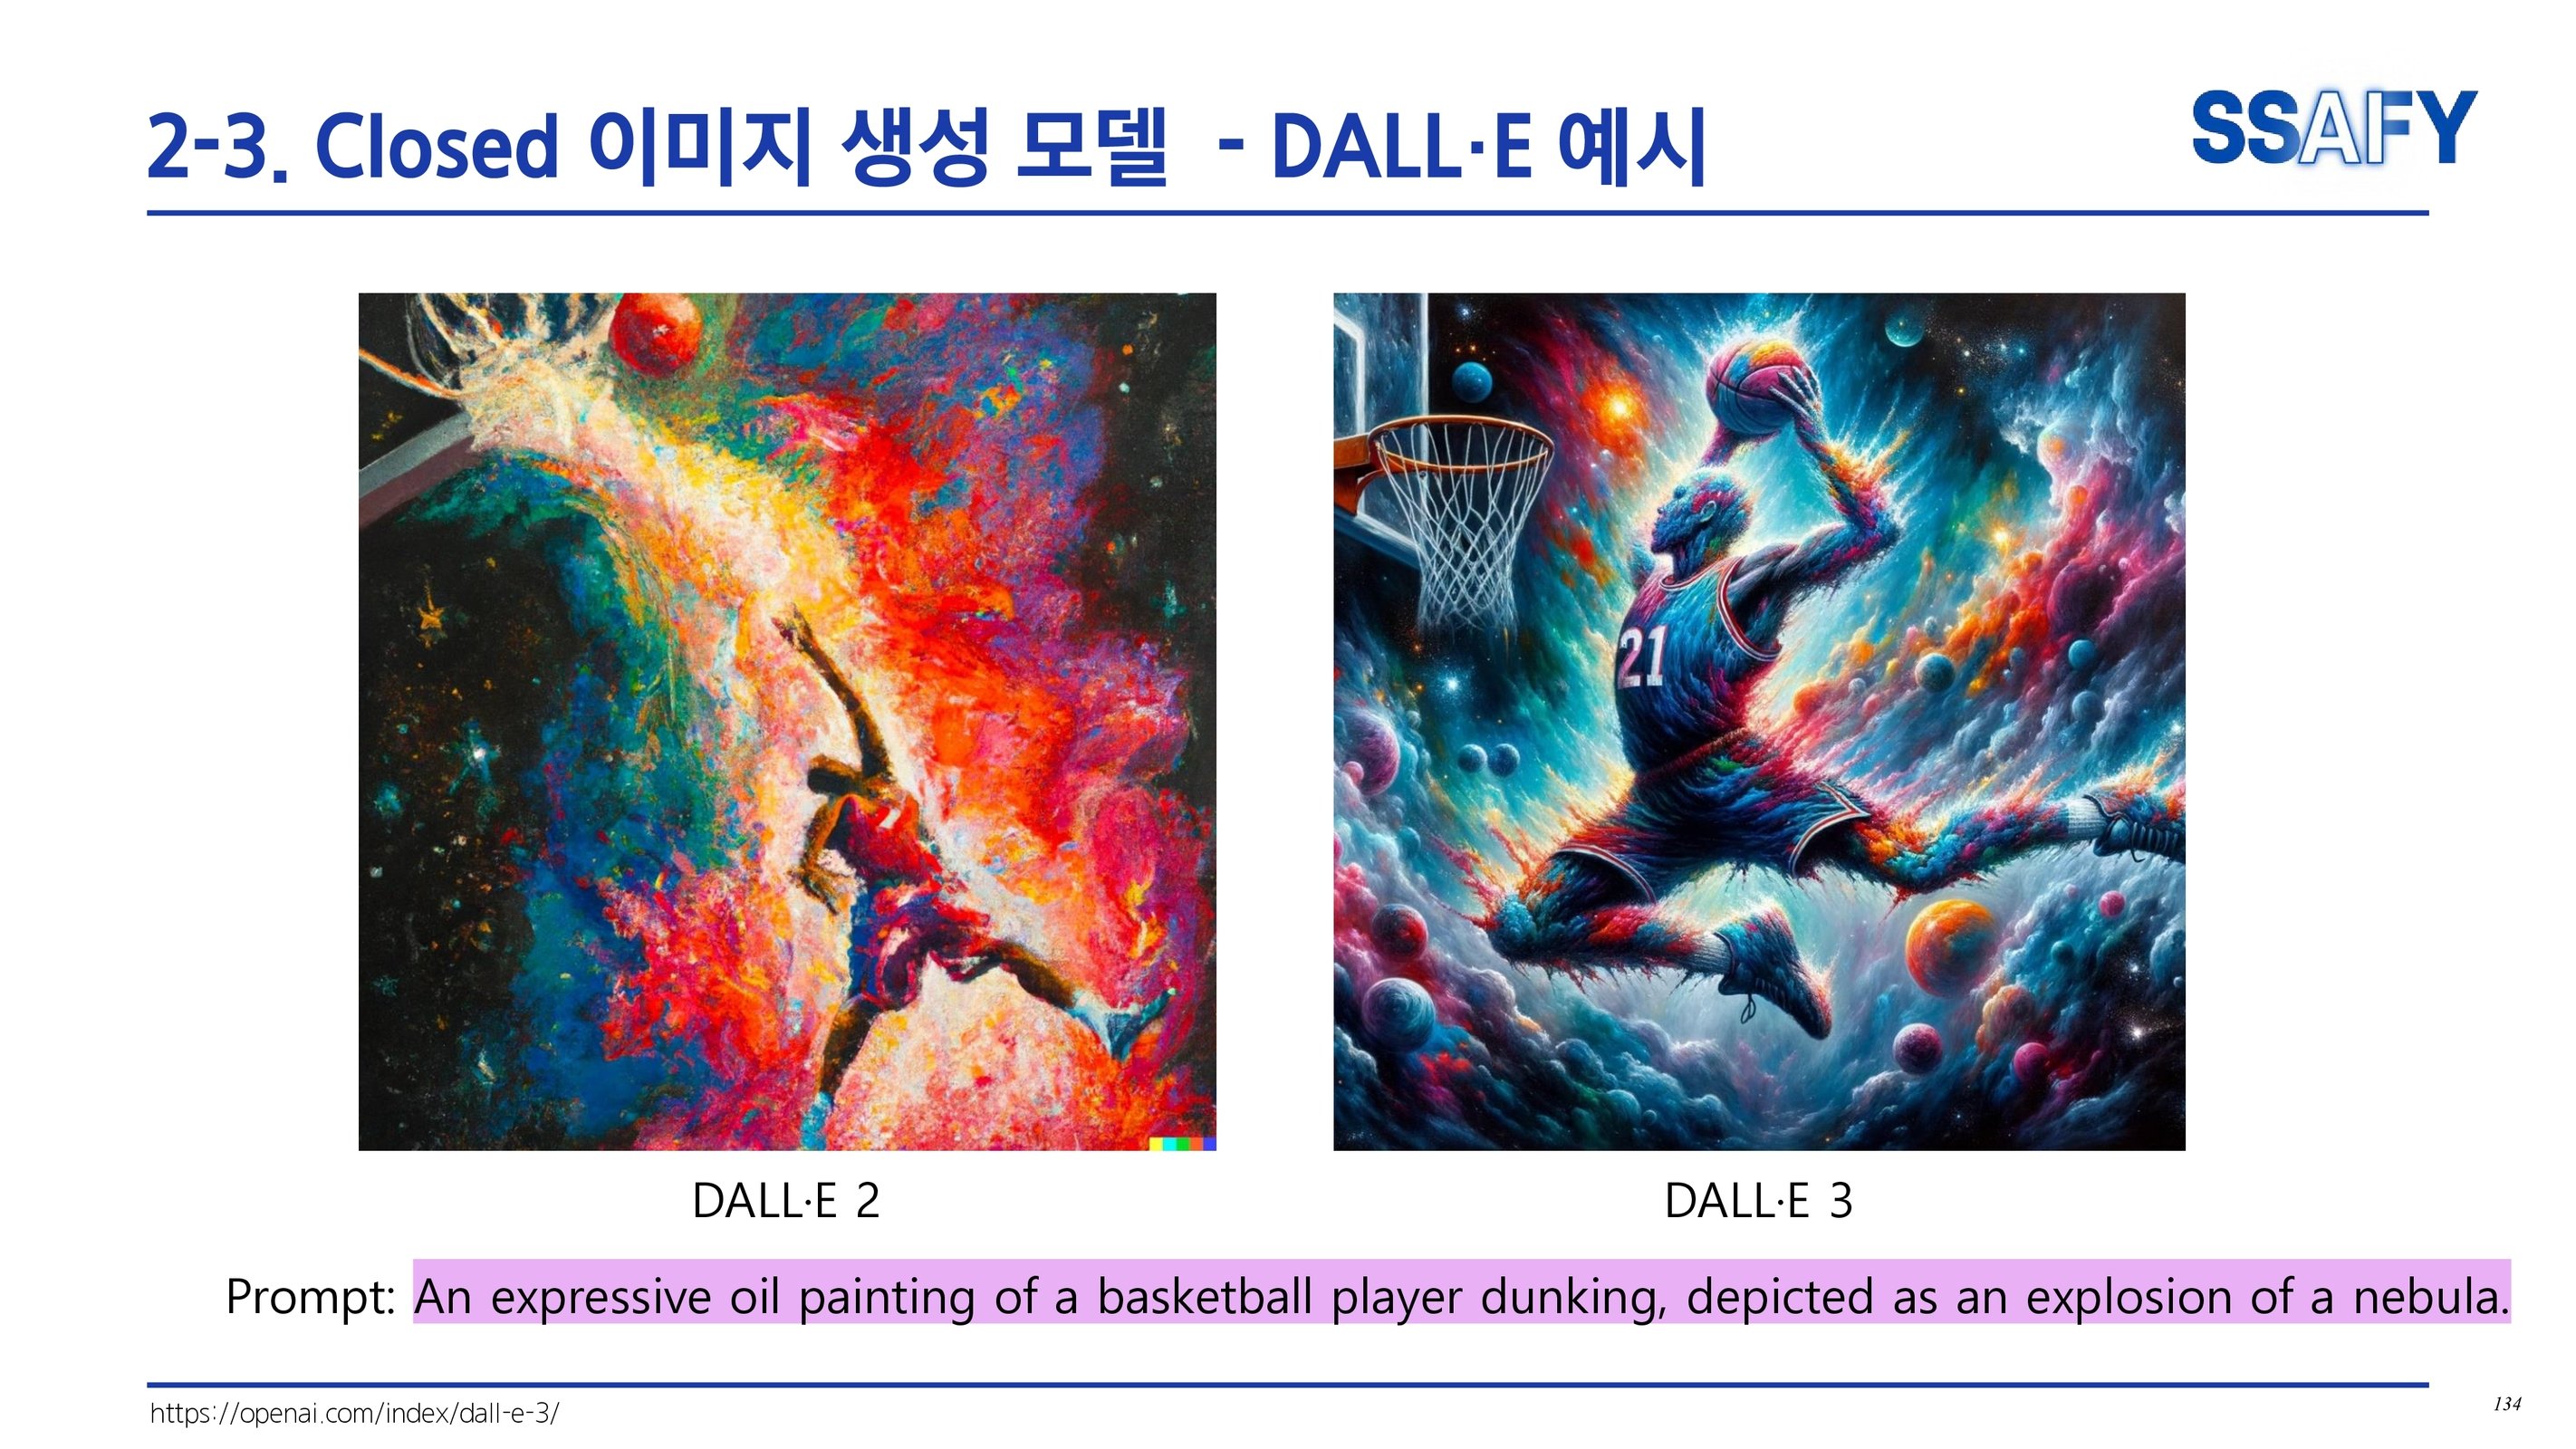 2-3. Closed 이미지 생성 모델 - DALL·E 예시
SSAFY
21
DALL·E 2
DALL·E 3
Prompt: An expressive oil painting of a basketball player dunking, depicted as an explosion of a nebula.
https://openai.com/index/dall-e-3/
134